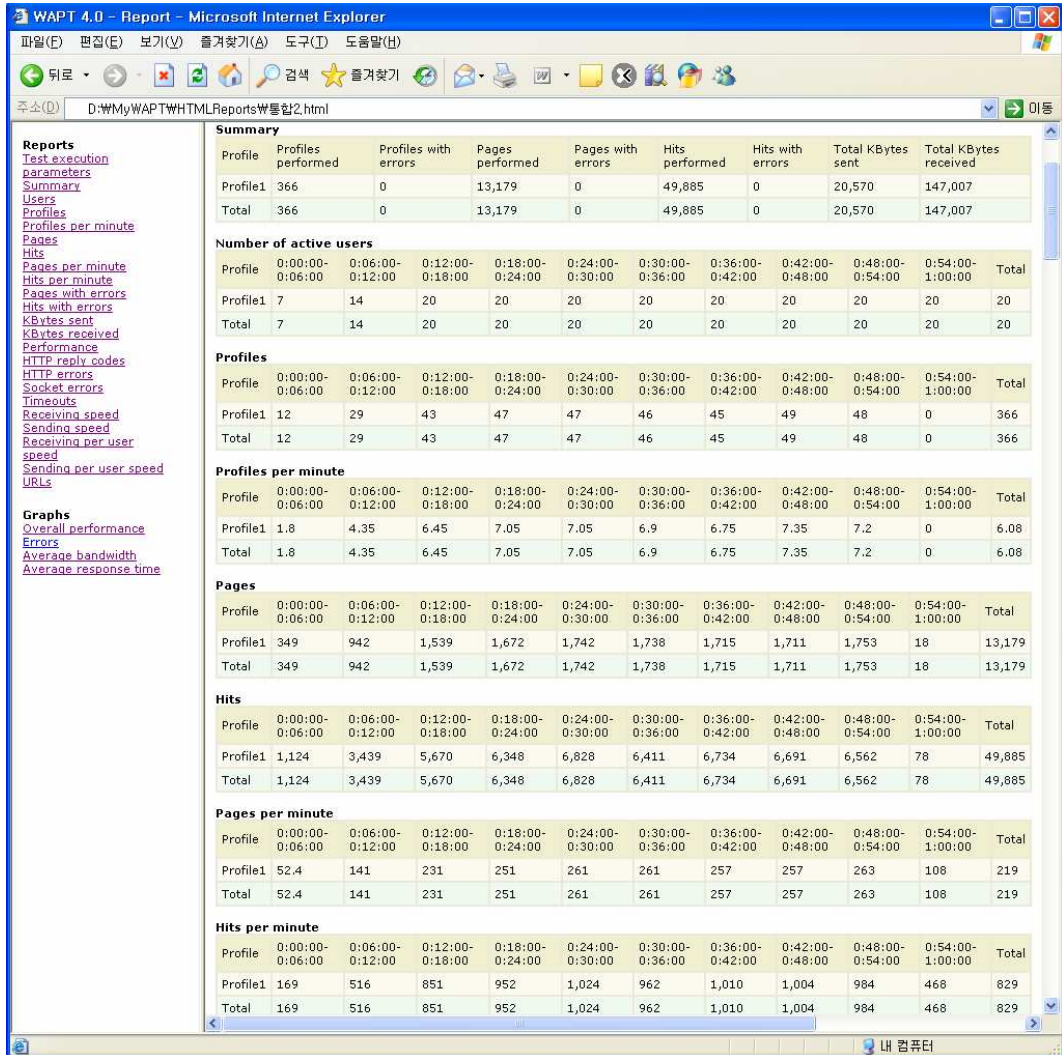 WAPT 4.0 - Report - Microsoft Internet Explorer
파일(F) 편집(E) 보기(V) 즐겨찾기(A) 도구(T) 도움말(H)
뒤로 검색 즐겨찾기
주소(D) D:₩MyWAPT₩HTMLReports₩통합2.html 이동
Reports
Test execution
parameters
Summary
Users
Profiles
Profiles per minute
Pages
Hits
Pages per minute
Hits per minute
Pages with errors
Hits with errors
KBytes sent
KBytes received
Performance
HTTP reply codes
HTTP errors
Socket errors
Timeouts
Receiving speed
Sending speed
Receiving per user
speed
Sending per user speed
URLs
Graphs
Overall performance
Errors
Average bandwidth
Average response time
Summary
Profile Profiles performed Profiles with errors Pages performed Pages with errors Hits performed Hits with errors Total KBytes sent Total KBytes received
Profile1 366 0 13,179 0 49,885 0 20,570 147,007
Total 366 0 13,179 0 49,885 0 20,570 147,007
Number of active users
Profile 0:00:00-0:06:00 0:06:00-0:12:00 0:12:00-0:18:00 0:18:00-0:24:00 0:24:00-0:30:00 0:30:00-0:36:00 0:36:00-0:42:00 0:42:00-0:48:00 0:48:00-0:54:00 0:54:00-1:00:00 Total
Profile1 7 14 20 20 20 20 20 20 20 20 20
Total 7 14 20 20 20 20 20 20 20 20 20
Profiles
Profile 0:00:00-0:06:00 0:06:00-0:12:00 0:12:00-0:18:00 0:18:00-0:24:00 0:24:00-0:30:00 0:30:00-0:36:00 0:36:00-0:42:00 0:42:00-0:48:00 0:48:00-0:54:00 0:54:00-1:00:00 Total
Profile1 12 29 43 47 47 46 45 49 48 0 366
Total 12 29 43 47 47 46 45 49 48 0 366
Profiles per minute
Profile 0:00:00-0:06:00 0:06:00-0:12:00 0:12:00-0:18:00 0:18:00-0:24:00 0:24:00-0:30:00 0:30:00-0:36:00 0:36:00-0:42:00 0:42:00-0:48:00 0:48:00-0:54:00 0:54:00-1:00:00 Total
Profile1 1.8 4.35 6.45 7.05 7.05 6.9 6.75 7.35 7.2 0 6.08
Total 1.8 4.35 6.45 7.05 7.05 6.9 6.75 7.35 7.2 0 6.08
Pages
Profile 0:00:00-0:06:00 0:06:00-0:12:00 0:12:00-0:18:00 0:18:00-0:24:00 0:24:00-0:30:00 0:30:00-0:36:00 0:36:00-0:42:00 0:42:00-0:48:00 0:48:00-0:54:00 0:54:00-1:00:00 Total
Profile1 349 942 1,539 1,672 1,742 1,738 1,715 1,711 1,753 18 13,179
Total 349 942 1,539 1,672 1,742 1,738 1,715 1,711 1,753 18 13,179
Hits
Profile 0:00:00-0:06:00 0:06:00-0:12:00 0:12:00-0:18:00 0:18:00-0:24:00 0:24:00-0:30:00 0:30:00-0:36:00 0:36:00-0:42:00 0:42:00-0:48:00 0:48:00-0:54:00 0:54:00-1:00:00 Total
Profile1 1,124 3,439 5,670 6,348 6,828 6,411 6,734 6,691 6,562 78 49,885
Total 1,124 3,439 5,670 6,348 6,828 6,411 6,734 6,691 6,562 78 49,885
Pages per minute
Profile 0:00:00-0:06:00 0:06:00-0:12:00 0:12:00-0:18:00 0:18:00-0:24:00 0:24:00-0:30:00 0:30:00-0:36:00 0:36:00-0:42:00 0:42:00-0:48:00 0:48:00-0:54:00 0:54:00-1:00:00 Total
Profile1 52.4 141 231 251 261 261 257 257 263 108 219
Total 52.4 141 231 251 261 261 257 257 263 108 219
Hits per minute
Profile 0:00:00-0:06:00 0:06:00-0:12:00 0:12:00-0:18:00 0:18:00-0:24:00 0:24:00-0:30:00 0:30:00-0:36:00 0:36:00-0:42:00 0:42:00-0:48:00 0:48:00-0:54:00 0:54:00-1:00:00 Total
Profile1 169 516 851 952 1,024 962 1,010 1,004 984 468 829
Total 169 516 851 952 1,024 962 1,010 1,004 984 468 829
내 컴퓨터